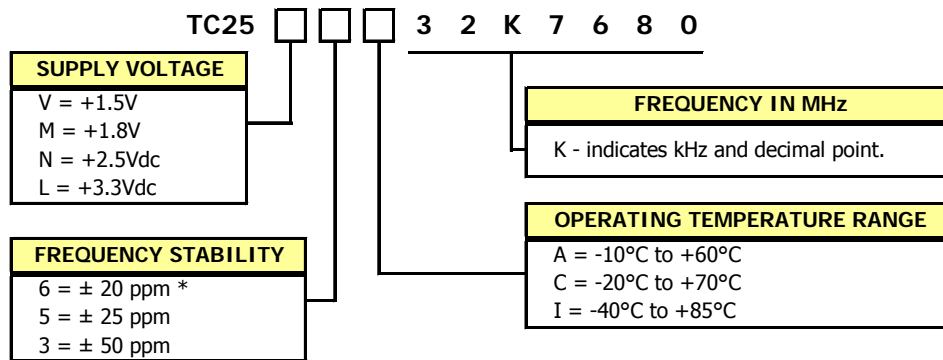 TC25 3 2 K 7 6 8 0
SUPPLY VOLTAGE
V = +1.5V
M = +1.8V
N = +2.5Vdc
L = +3.3Vdc
FREQUENCY IN MHz
K - indicates kHz and decimal point.
OPERATING TEMPERATURE RANGE
A = -10°C to +60°C
C = -20°C to +70°C
I = -40°C to +85°C
FREQUENCY STABILITY
6 = ± 20 ppm *
5 = ± 25 ppm
3 = ± 50 ppm